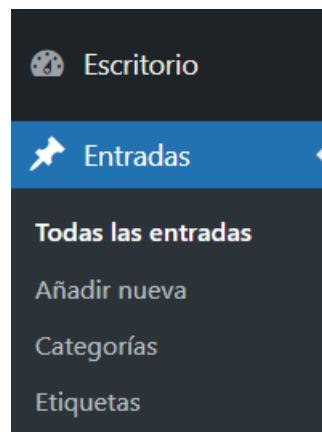 Escritorio
Entradas
Todas las entradas
Añadir nueva
Categorías
Etiquetas